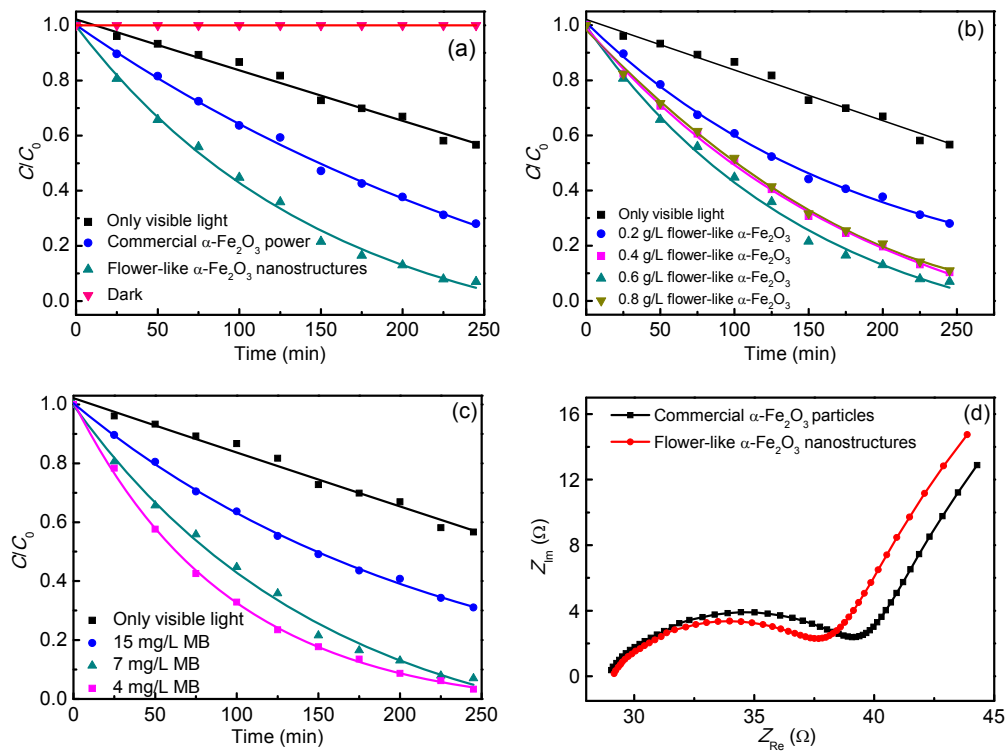 (a)
C/C0
1.0
0.8
0.6
0.4
0.2
0.0
Only visible light
Commercial α-Fe2O3 power
Flower-like α-Fe2O3 nanostructures
Dark
0 50 100 150 200 250
Time (min)
(b)
C/C0
1.0
0.8
0.6
0.4
0.2
0.0
Only visible light
0.2 g/L flower-like α-Fe2O3
0.4 g/L flower-like α-Fe2O3
0.6 g/L flower-like α-Fe2O3
0.8 g/L flower-like α-Fe2O3
0 50 100 150 200 250
Time (min)
(c)
C/C0
1.0
0.8
0.6
0.4
0.2
0.0
Only visible light
15 mg/L MB
7 mg/L MB
4 mg/L MB
0 50 100 150 200 250
Time (min)
(d)
Commercial α-Fe2O3 particles
Flower-like α-Fe2O3 nanostructures
ZIm (Ω)
16
12
8
4
0
30 35 40 45
ZRe (Ω)